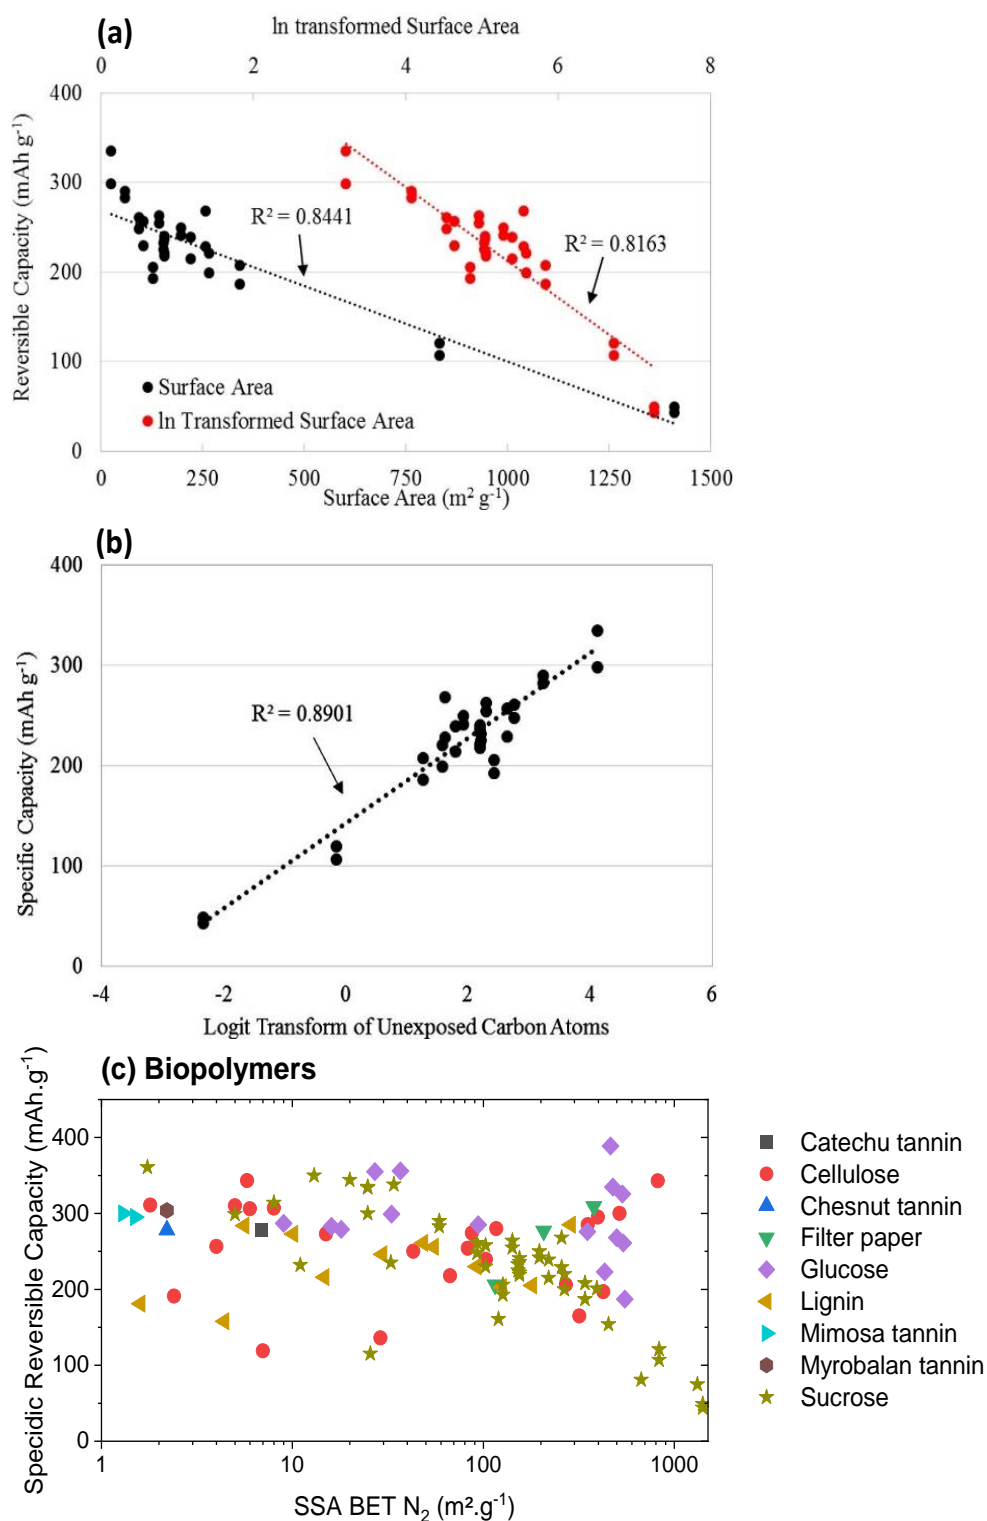 (a)
ln transformed Surface Area
0 2 4 6 8
400
300
200
100
0
Reversible Capacity (mAh g⁻¹)
R² = 0.8441
R² = 0.8163
Surface Area
ln Transformed Surface Area
0 250 500 750 1000 1250 1500
Surface Area (m² g⁻¹)
(b)
400
300
200
100
0
Specific Capacity (mAh g⁻¹)
R² = 0.8901
-4 -2 0 2 4 6
Logit Transform of Unexposed Carbon Atoms
(c) Biopolymers
Specidic Reversible Capacity (mAh.g⁻¹)
400
300
200
100
0
1 10 100 1000
SSA BET N₂ (m².g⁻¹)
Catechu tannin
Cellulose
Chesnut tannin
Filter paper
Glucose
Lignin
Mimosa tannin
Myrobalan tannin
Sucrose